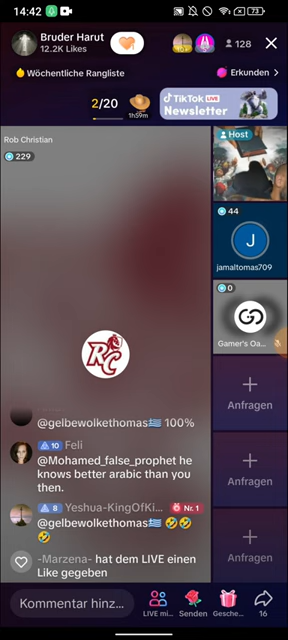 14:42
73
Bruder Harut
12.2K Likes
128
Wöchentliche Rangliste
Erkunden >
2/20
1h59m
TikTok LIVE
Newsletter
Rob Christian
229
Host
44
J
jamaltomas709
0
Gamer's Oa...
RC
+
Anfragen
+
Anfragen
+
Anfragen
@gelbewolkethomas🇬🇷 100%
10 Feli
@Mohamed_false_prophet he
knows better arabic than you
then.
8 Yeshua-KingOfKi... Nr. 1
@gelbewolkethomas🇬🇷 🤣🤣
🤣
-Marzena- hat dem LIVE einen
Like gegeben
Kommentar hinz...
LIVE mi...
Senden
Gesche...
16